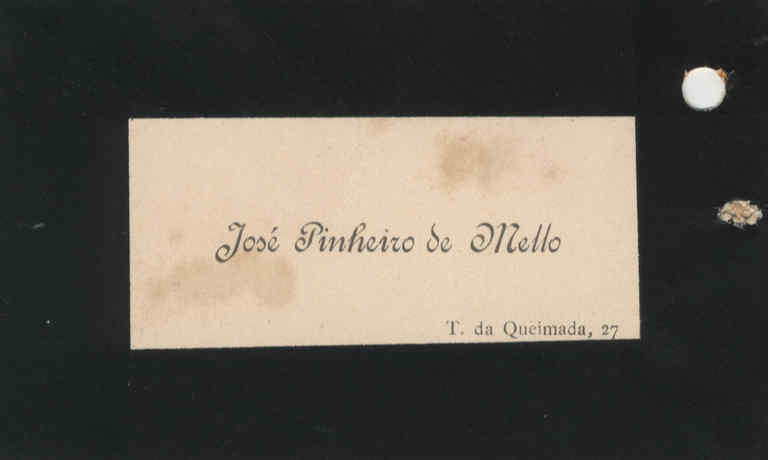 José Pinheiro de Mello
T. da Queimada, 27